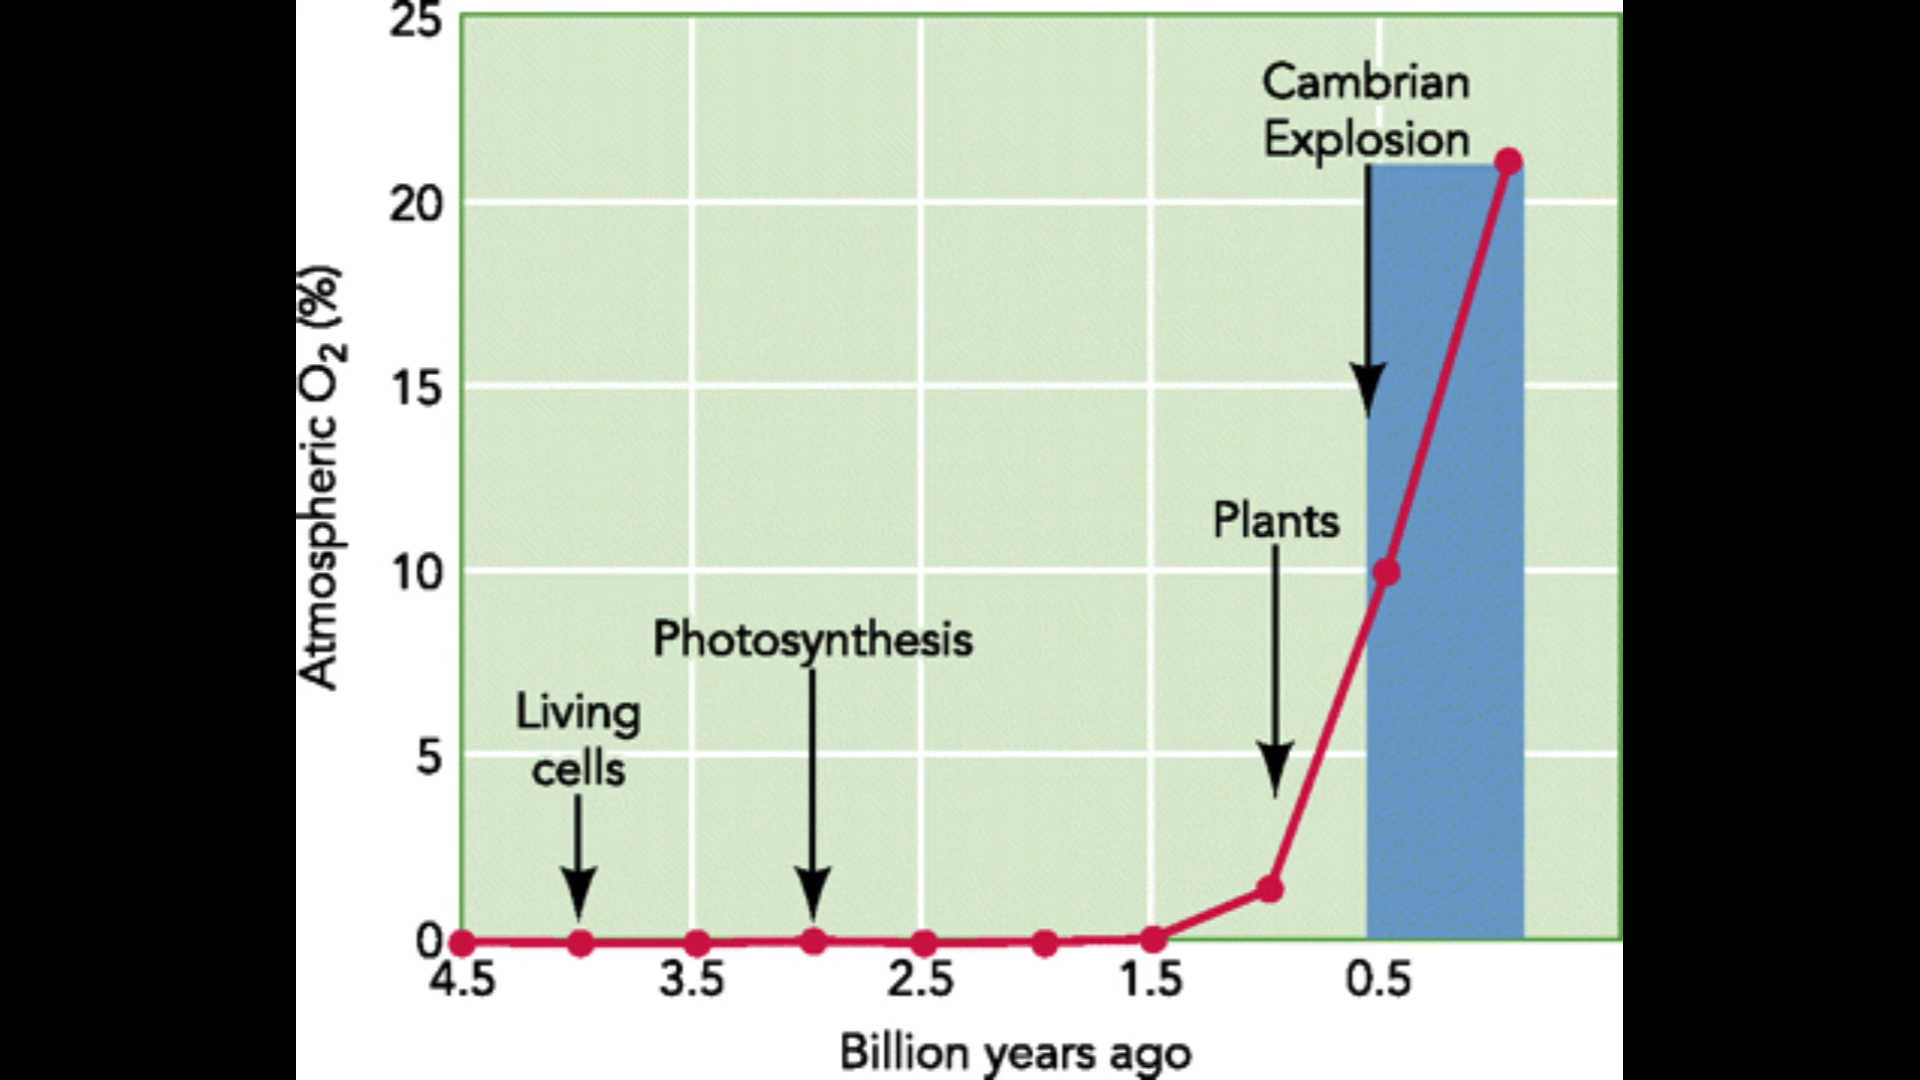 25
20
15
10
5
0
Atmospheric O₂ (%)
Cambrian
Explosion
Plants
Photosynthesis
Living
cells
4.5 3.5 2.5 1.5 0.5
Billion years ago